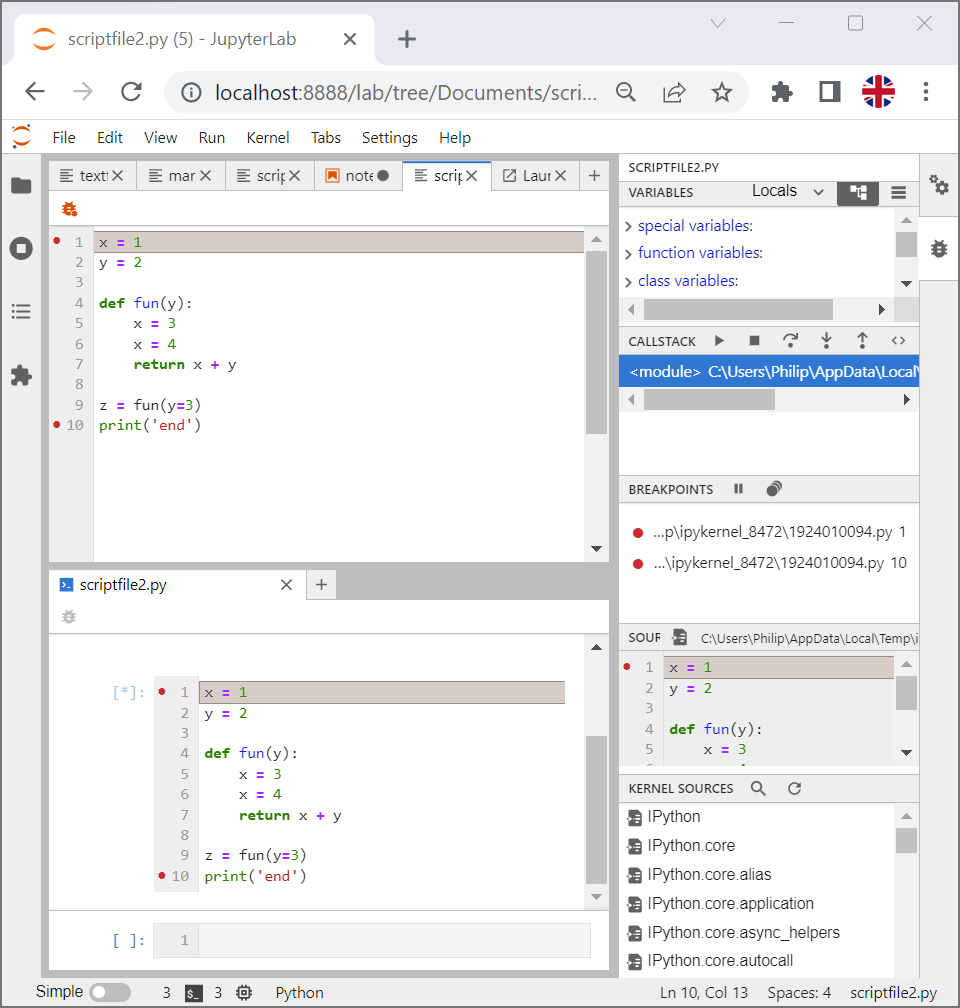 scriptfile2.py (5) - JupyterLab
localhost:8888/lab/tree/Documents/scri...
File Edit View Run Kernel Tabs Settings Help
textf mar scrip note scrip Laun
1 x = 1
2 y = 2
3
4 def fun(y):
5 x = 3
6 x = 4
7 return x + y
8
9 z = fun(y=3)
10 print('end')
scriptfile2.py
[*]: 1 x = 1
2 y = 2
3
4 def fun(y):
5 x = 3
6 x = 4
7 return x + y
8
9 z = fun(y=3)
10 print('end')
[ ]: 1
SCRIPTFILE2.PY
VARIABLES Locals
special variables:
function variables:
class variables:
CALLSTACK
<module> C:\Users\Philip\AppData\Local\
BREAKPOINTS
...p\ipykernel_8472\1924010094.py 1
...\ipykernel_8472\1924010094.py 10
SOUR C:\Users\Philip\AppData\Local\Temp\i
1 x = 1
2 y = 2
3
4 def fun(y):
5 x = 3
KERNEL SOURCES
IPython
IPython.core
IPython.core.alias
IPython.core.application
IPython.core.async_helpers
IPython.core.autocall
Simple 3 3 Python Ln 10, Col 13 Spaces: 4 scriptfile2.py